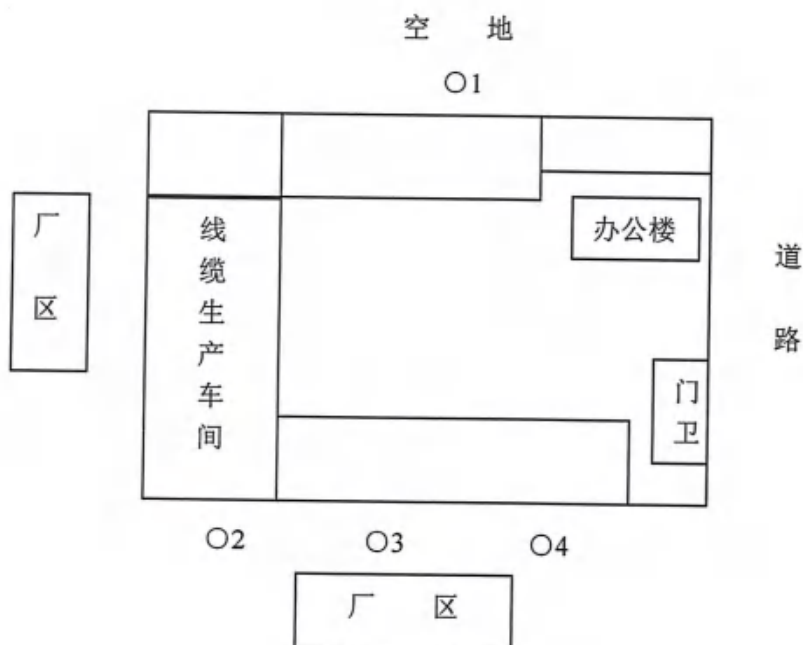 空 地
○1
办公楼
厂
区
线
缆
生
产
车
间
道
路
门
卫
○2 ○3 ○4
厂 区